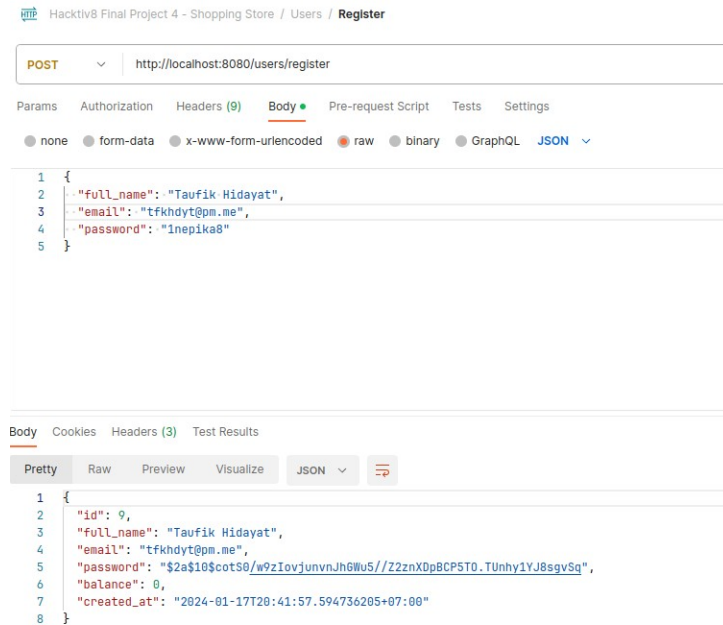 HTTP Hacktiv8 Final Project 4 - Shopping Store / Users / Register
POST http://localhost:8080/users/register
Params Authorization Headers (9) Body Pre-request Script Tests Settings
none form-data x-www-form-urlencoded raw binary GraphQL JSON
1 {
2 "full_name": "Taufik Hidayat",
3 "email": "tfkhdyt@pm.me",
4 "password": "1nepika8"
5 }
Body Cookies Headers (3) Test Results
Pretty Raw Preview Visualize JSON
1 {
2 "id": 9,
3 "full_name": "Taufik Hidayat",
4 "email": "tfkhdyt@pm.me",
5 "password": "$2a$10$cotS0/w9zIovjunvnJhGWu5//Z2znXDpBCP5TO.TUnhy1YJ8sgvSq",
6 "balance": 0,
7 "created_at": "2024-01-17T20:41:57.594736205+07:00"
8 }